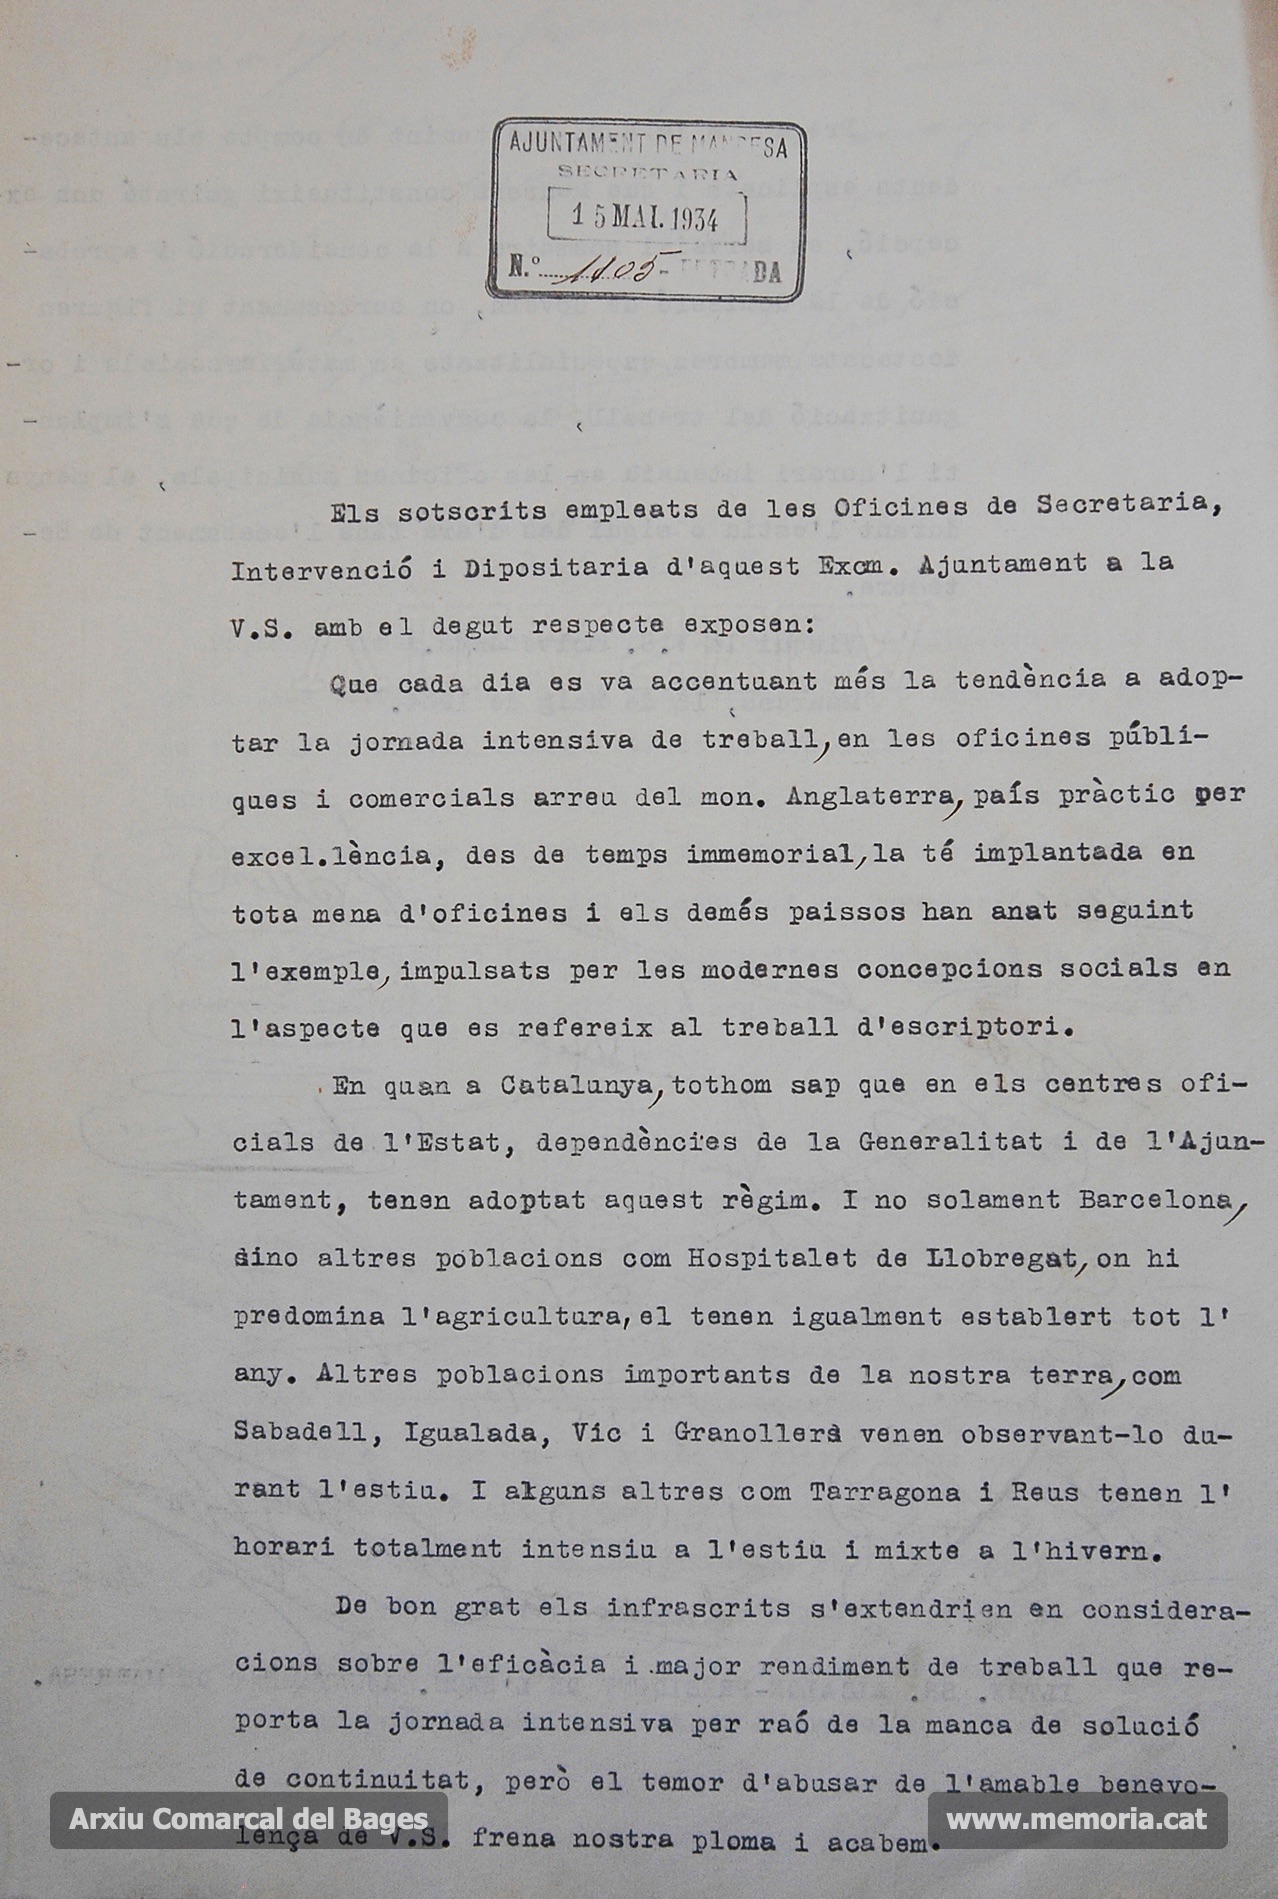 AJUNTAMENT DE MANRESA
SECRETARIA
15 MAI. 1934
N.º 1105 - ENTRADA
Els sotscrits empleats de les Oficines de Secretaria,
Intervenció i Dipositaria d'aquest Excm. Ajuntament a la
V.S. amb el degut respecte exposen:
Que cada dia es va accentuant més la tendència a adop-
tar la jornada intensiva de treball, en les oficines públi-
ques i comercials arreu del mon. Anglaterra, país pràctic per
excel.lència, des de temps immemorial, la té implantada en
tota mena d'oficines i els demés paissos han anat seguint
l'exemple, impulsats per les modernes concepcions socials en
l'aspecte que es refereix al treball d'escriptori.
En quan a Catalunya, tothom sap que en els centres ofi-
cials de l'Estat, dependències de la Generalitat i de l'Ajun-
tament, tenen adoptat aquest règim. I no solament Barcelona,
sino altres poblacions com Hospitalet de Llobregat, on hi
predomina l'agricultura, el tenen igualment establert tot l'
any. Altres poblacions importants de la nostra terra, com
Sabadell, Igualada, Vic i Granollers venen observant-lo du-
rant l'estiu. I alguns altres com Tarragona i Reus tenen l'
horari totalment intensiu a l'estiu i mixte a l'hivern.
De bon grat els infrascrits s'extendrien en considera-
cions sobre l'eficàcia i major rendiment de treball que re-
porta la jornada intensiva per raó de la manca de solució
de continuitat, però el temor d'abusar de l'amable benevo-
lença de V.S. frena nostra ploma i acabem.
Arxiu Comarcal del Bages
www.memoria.cat